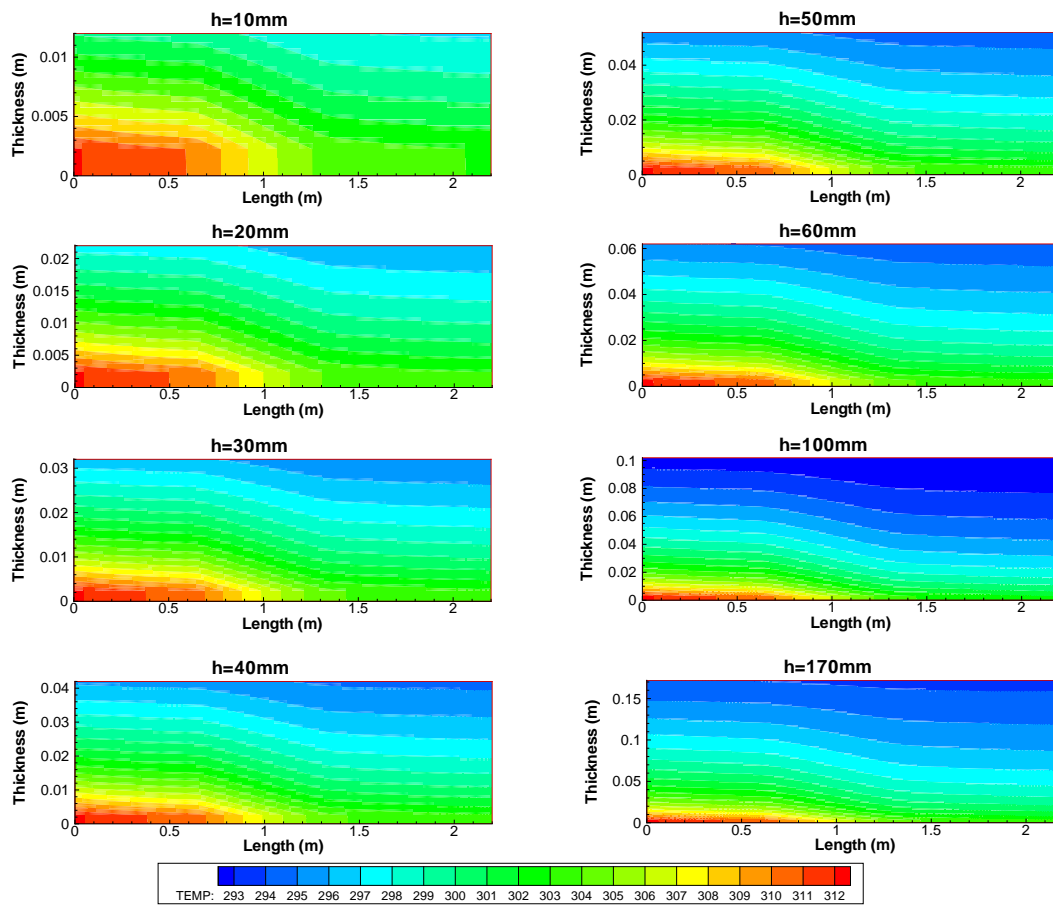 h=10mm
Thickness (m)
0.01
0.005
0
0 0.5 1 1.5 2
Length (m)
h=50mm
Thickness (m)
0.04
0.02
0
0 0.5 1 1.5 2
Length (m)
h=20mm
Thickness (m)
0.02
0.015
0.01
0.005
0
0 0.5 1 1.5 2
Length (m)
h=60mm
Thickness (m)
0.06
0.04
0.02
0
0 0.5 1 1.5 2
Length (m)
h=30mm
Thickness (m)
0.03
0.02
0.01
0
0 0.5 1 1.5 2
Length (m)
h=100mm
Thickness (m)
0.1
0.08
0.06
0.04
0.02
0
0 0.5 1 1.5 2
Length (m)
h=40mm
Thickness (m)
0.04
0.03
0.02
0.01
0
0 0.5 1 1.5 2
Length (m)
h=170mm
Thickness (m)
0.15
0.1
0.05
0
0 0.5 1 1.5 2
Length (m)
TEMP: 293 294 295 296 297 298 299 300 301 302 303 304 305 306 307 308 309 310 311 312